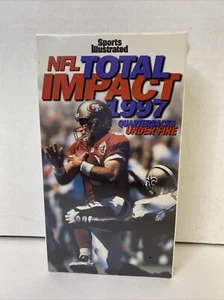 Sports
Illustrated
NFL TOTAL
IMPACT
1997
QUARTERBACKS
UNDER FIRE